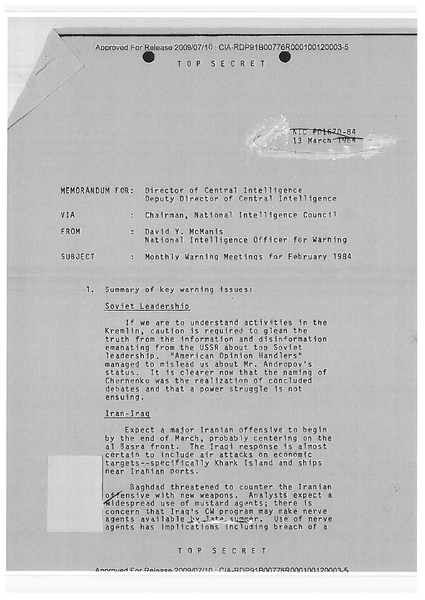 Approved For Release 2009/07/10 : CIA-RDP91B00776R000100120003-5
TOP SECRET
NIC #01670-84
13 March 1984
MEMORANDUM FOR: Director of Central Intelligence
Deputy Director of Central Intelligence
VIA : Chairman, National Intelligence Council
FROM : David Y. McManis
National Intelligence Officer for Warning
SUBJECT : Monthly Warning Meetings for February 1984
1. Summary of key warning issues:
Soviet Leadership
If we are to understand activities in the
Kremlin, caution is required to glean the
truth from the information and disinformation
emanating from the USSR about top Soviet
leadership. "American Opinion Handlers"
managed to mislead us about Mr. Andropov's
status. It is clearer now that the naming of
Chernenko was the realization of concluded
debates and that a power struggle is not
ensuing.
Iran-Iraq
Expect a major Iranian offensive to begin
by the end of March, probably centering on the
al Basra front. The Iraqi response is almost
certain to include air attacks on economic
targets--specifically Khark Island and ships
near Iranian ports.
Baghdad threatened to counter the Iranian
offensive with new weapons. Analysts expect a
widespread use of mustard agents; there is
concern that Iraq's CW program may make nerve
agents available by late summer. Use of nerve
agents has implications including breach of a
TOP SECRET
Approved For Release 2009/07/10 : CIA-RDP91B00776R000100120003-5